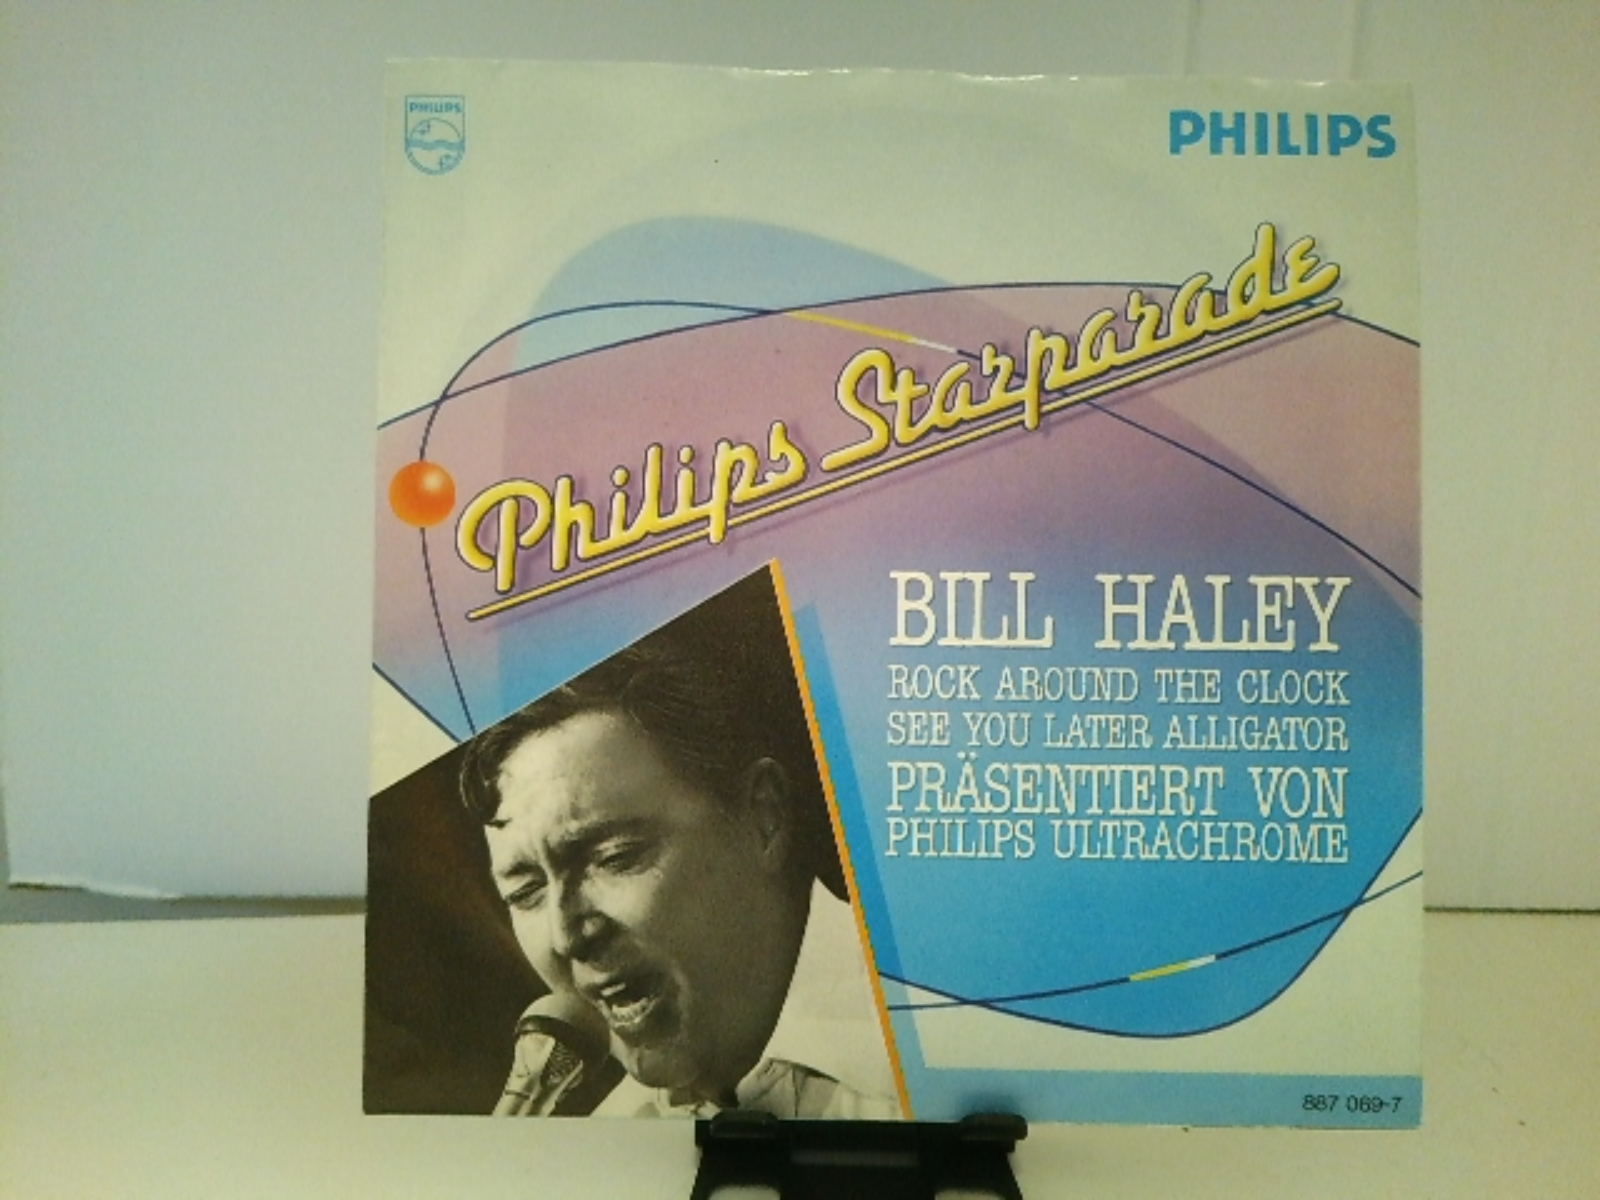 PHILIPS
PHILIPS
Philips Starparade
BILL HALEY
ROCK AROUND THE CLOCK
SEE YOU LATER ALLIGATOR
PRÄSENTIERT VON
PHILIPS ULTRACHROME
887 069-7